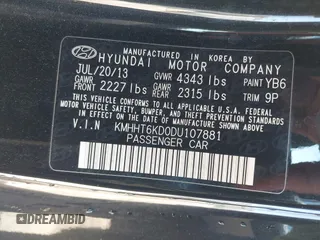 MANUFACTURED IN KOREA BY
HYUNDAI MOTOR COMPANY
JUL/20/13 GVWR 4343 lbs PAINT YB6
GAWR FRONT 2227 lbs GAWR REAR 2315 lbs TRIM 9P
THIS VEHICLE CONFORMS TO ALL APPLICABLE U.S.
FEDERAL MOTOR VEHICLE SAFETY, BUMPER, AND
THEFT PREVENTION STANDARDS IN EFFECT ON
THE DATE OF MANUFACTURE SHOWN ABOVE.
V.I.N KMHHT6KD0DU107881
PASSENGER CAR
DREAMBID